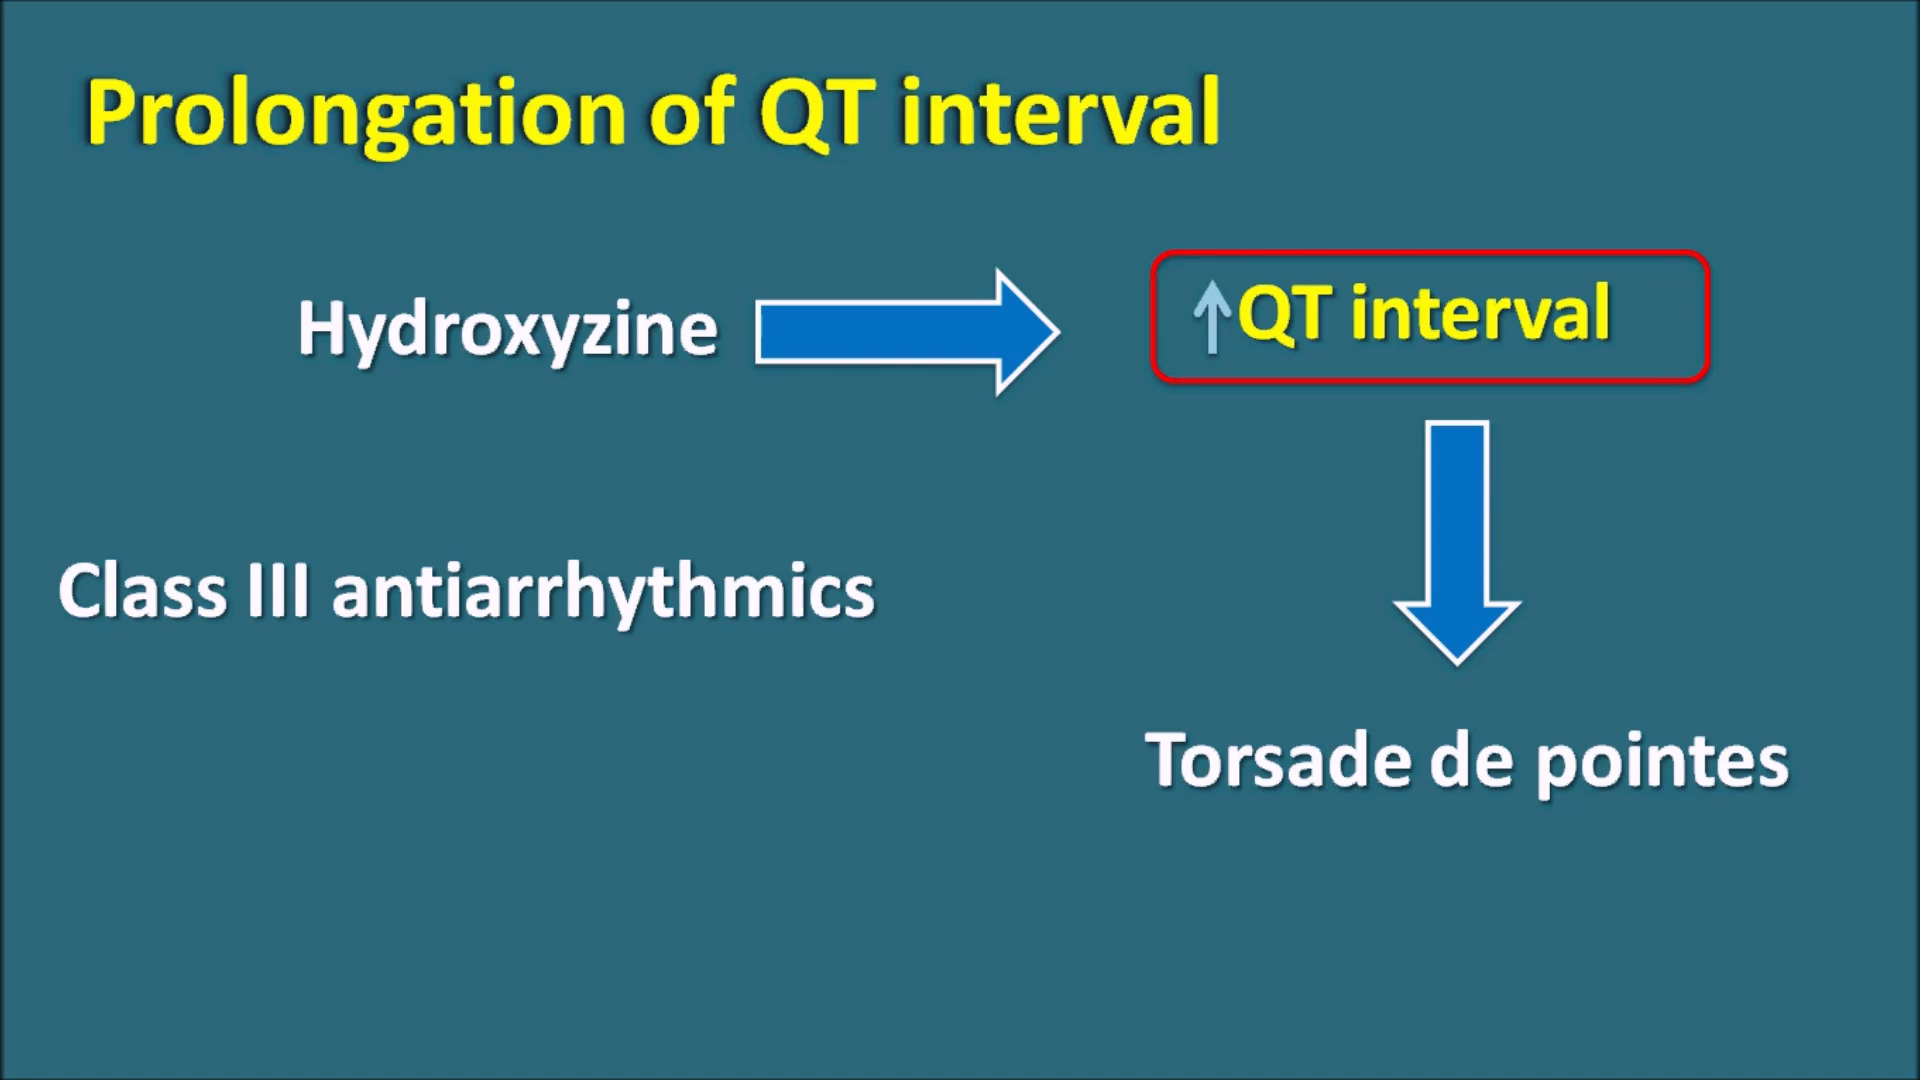 Prolongation of QT interval
Hydroxyzine
↑QT interval
Class III antiarrhythmics
Torsade de pointes